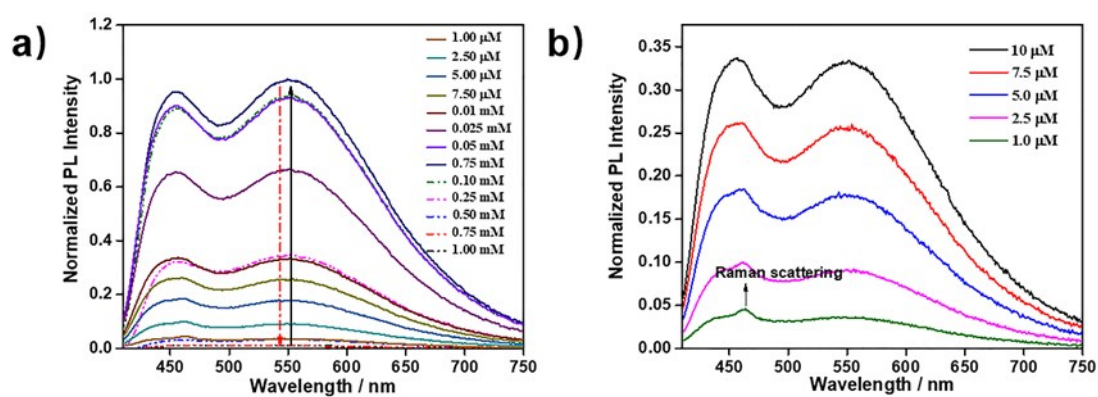 a)
Normalized PL Intensity
1.2
1.0
0.8
0.6
0.4
0.2
0.0
1.00 μM
2.50 μM
5.00 μM
7.50 μM
0.01 mM
0.025 mM
0.05 mM
0.75 mM
0.10 mM
0.25 mM
0.50 mM
0.75 mM
1.00 mM
450 500 550 600 650 700 750
Wavelength / nm
b)
Normalized PL Intensity
0.35
0.30
0.25
0.20
0.15
0.10
0.05
0.00
10 μM
7.5 μM
5.0 μM
2.5 μM
1.0 μM
Raman scattering
450 500 550 600 650 700 750
Wavelength / nm